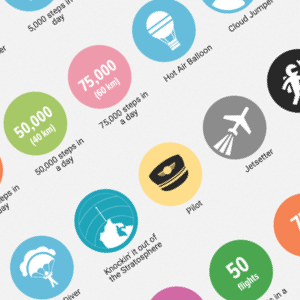 5,000 steps in
a day
Cloud Jumper
Hot Air Balloon
75,000
(60 km)
75,000 steps in
a day
50,000
(40 km)
50,000 steps in
a day
Jetsetter
Pilot
Knockin' it out of
the Stratosphere
Diver
50
flights
in a
day